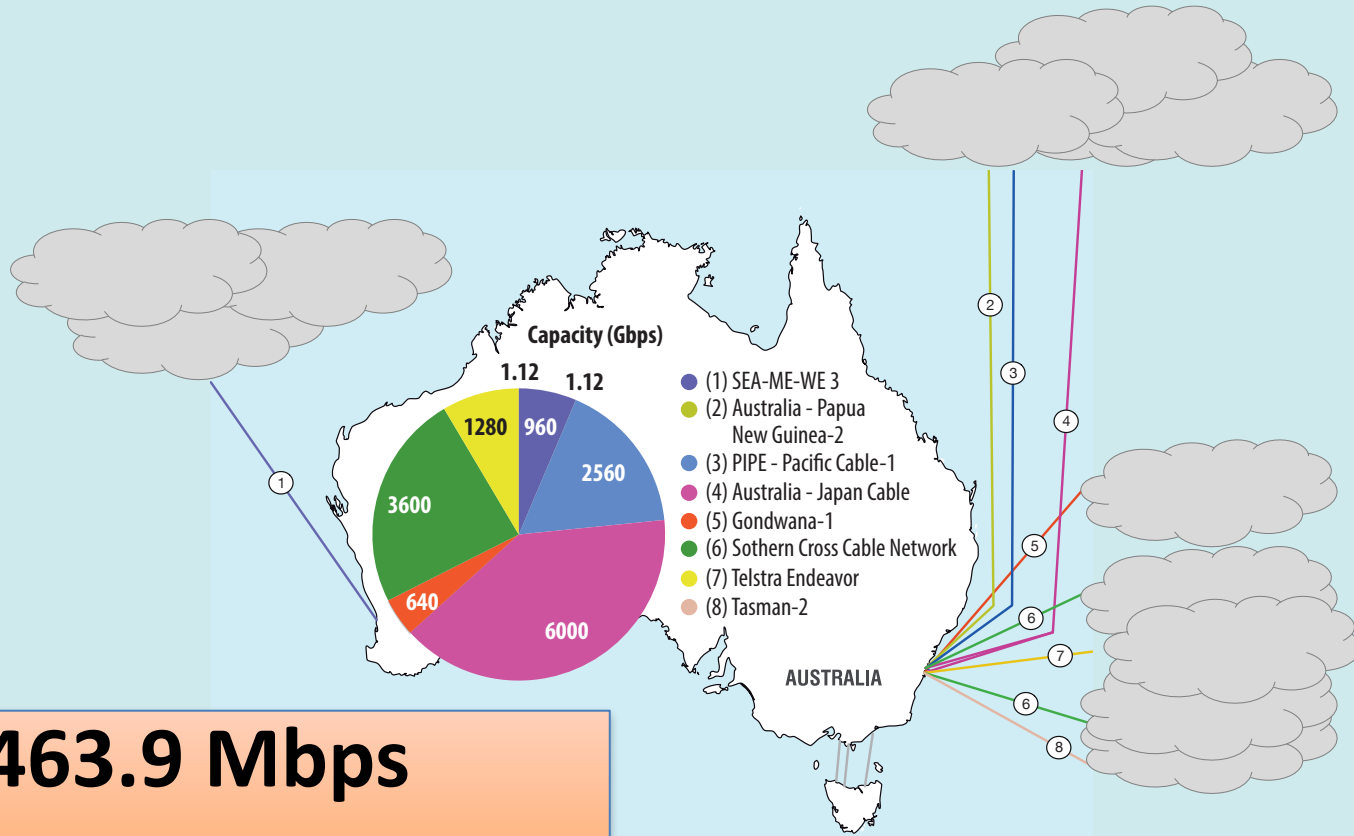 Capacity (Gbps)
1.12
1.12
960
1280
2560
3600
640
6000
(1) SEA-ME-WE 3
(2) Australia - Papua
New Guinea-2
(3) PIPE - Pacific Cable-1
(4) Australia - Japan Cable
(5) Gondwana-1
(6) Sothern Cross Cable Network
(7) Telstra Endeavor
(8) Tasman-2
AUSTRALIA
1
2
3
4
5
6
7
6
8
463.9 Mbps